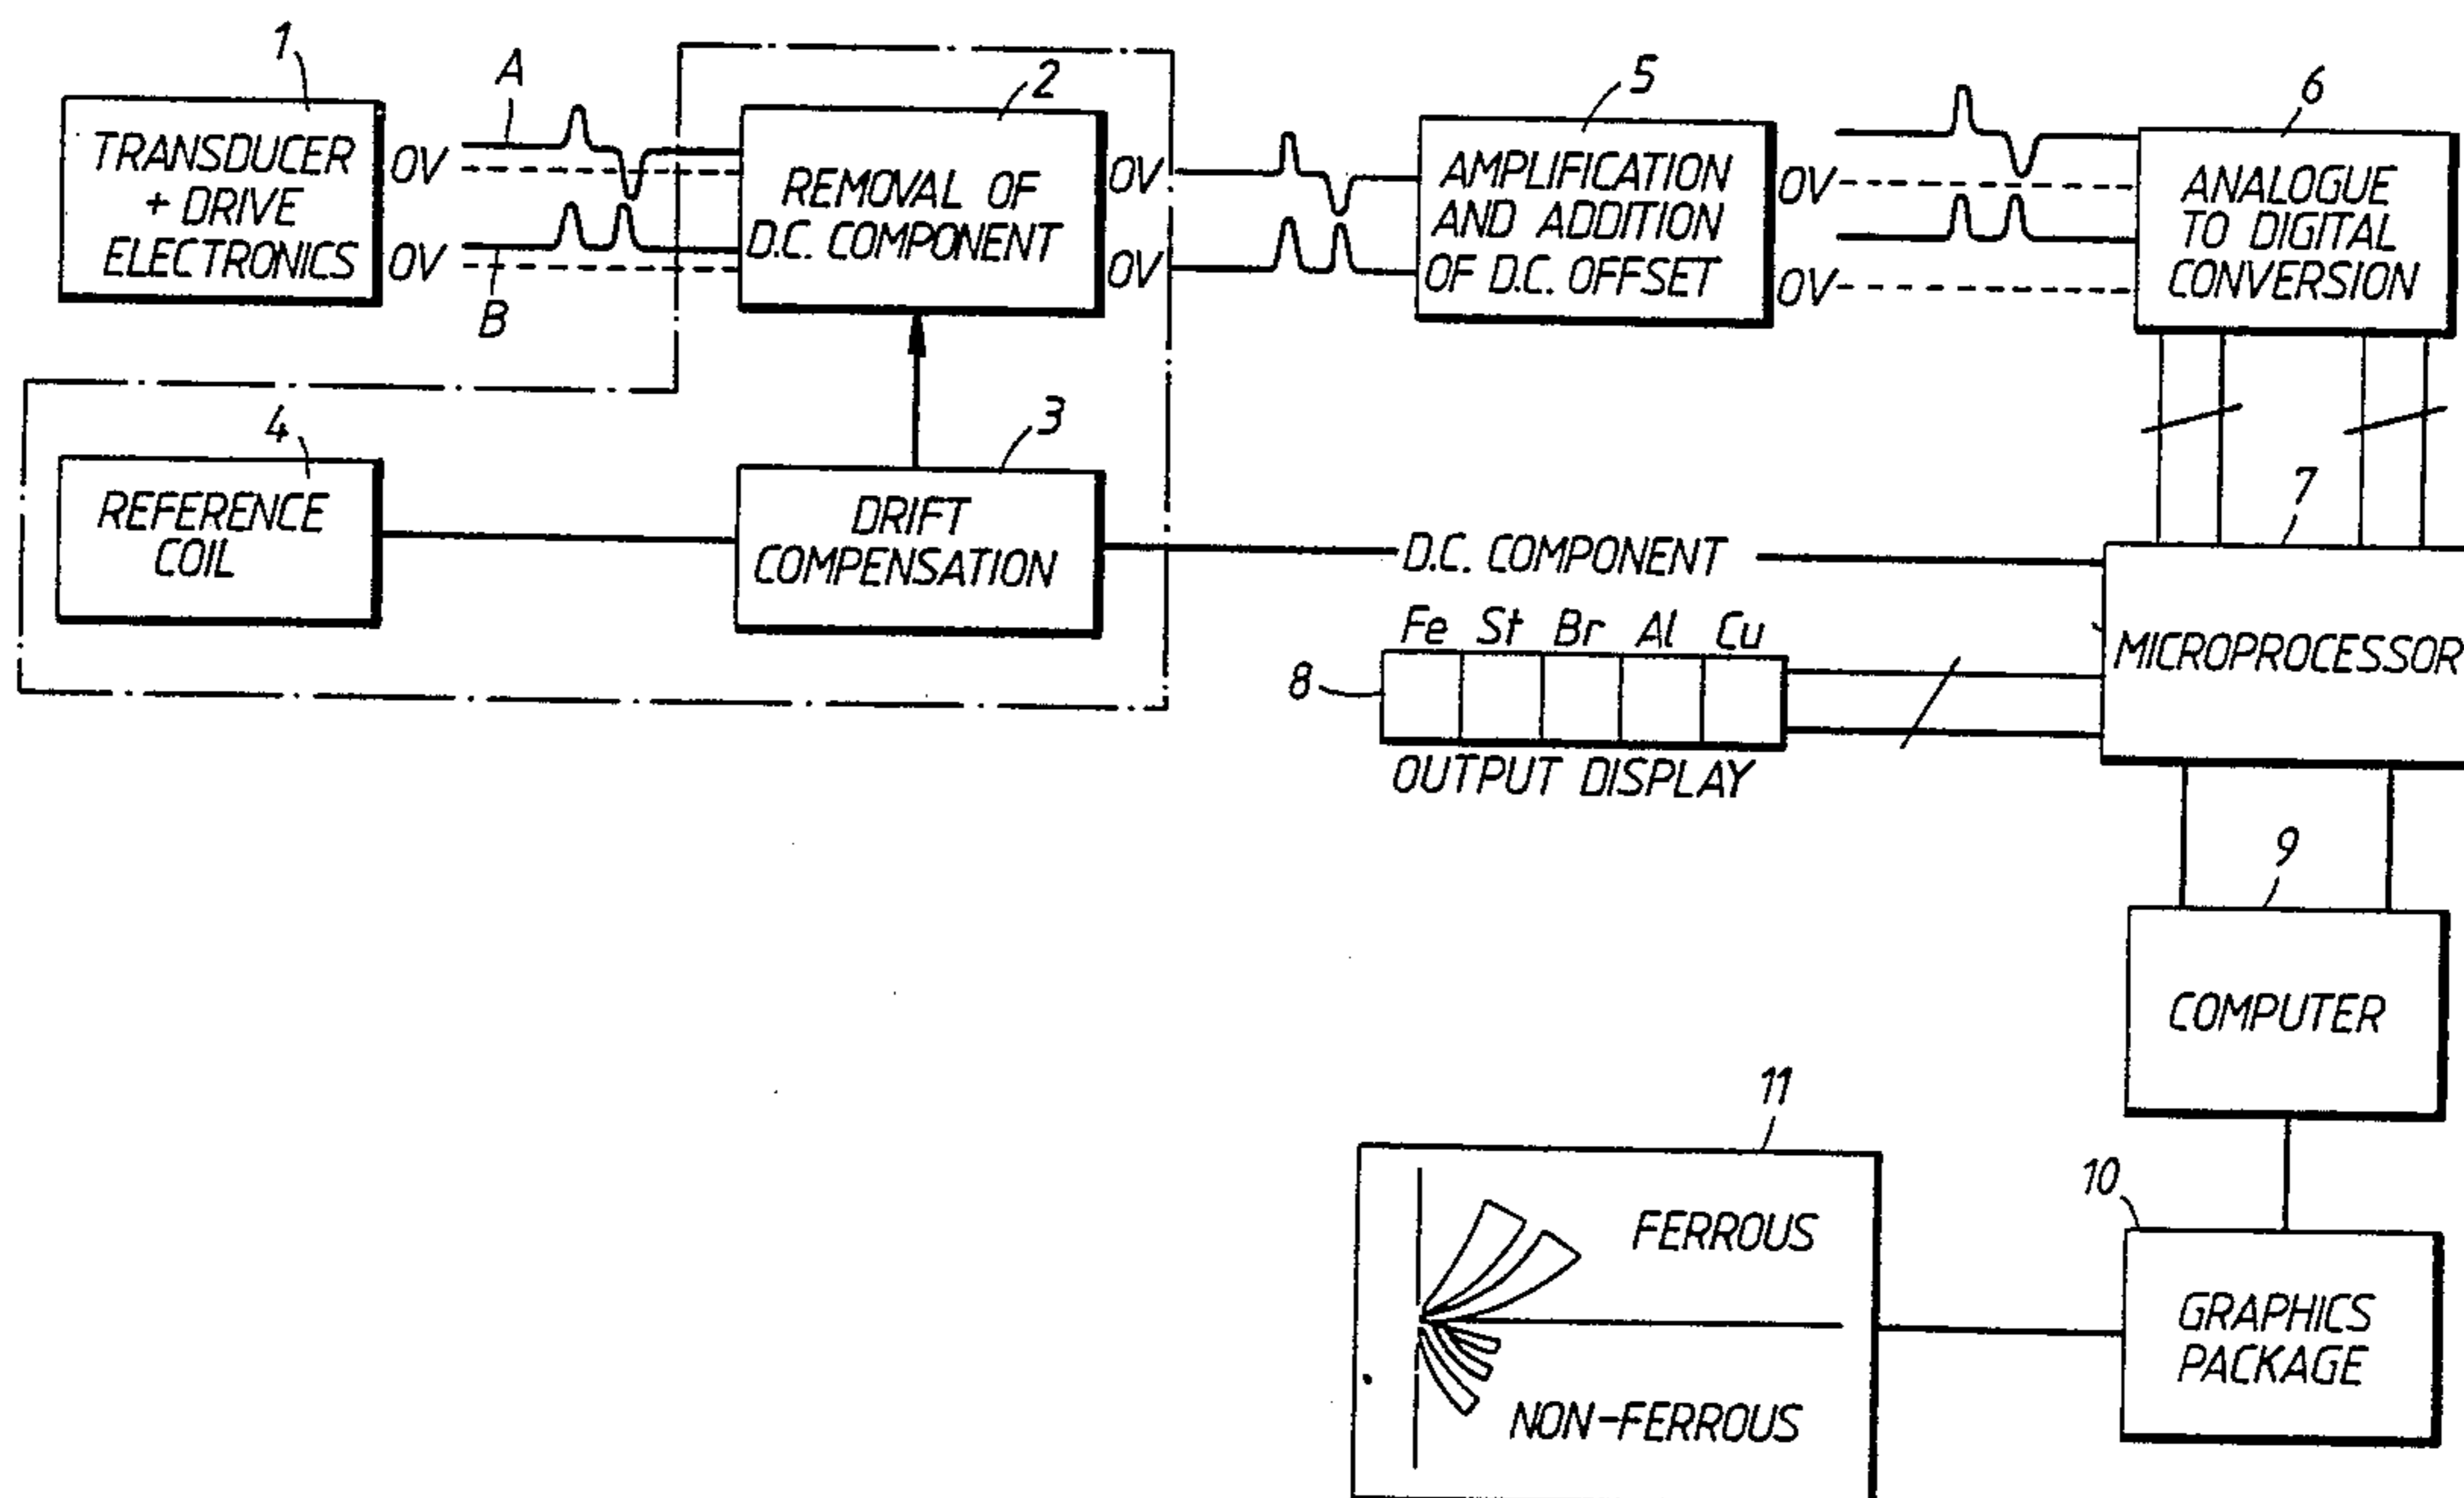 1
A
2
5
6
TRANSDUCER
+ DRIVE
ELECTRONICS
0V
0V
B
REMOVAL OF
D.C. COMPONENT
0V
0V
AMPLIFICATION
AND ADDITION
OF D.C. OFFSET
0V
0V
ANALOGUE
TO DIGITAL
CONVERSION
4
3
7
REFERENCE
COIL
DRIFT
COMPENSATION
D.C. COMPONENT
Fe St Br Al Cu
8
OUTPUT DISPLAY
MICROPROCESSOR
9
COMPUTER
11
10
FERROUS
NON-FERROUS
GRAPHICS
PACKAGE